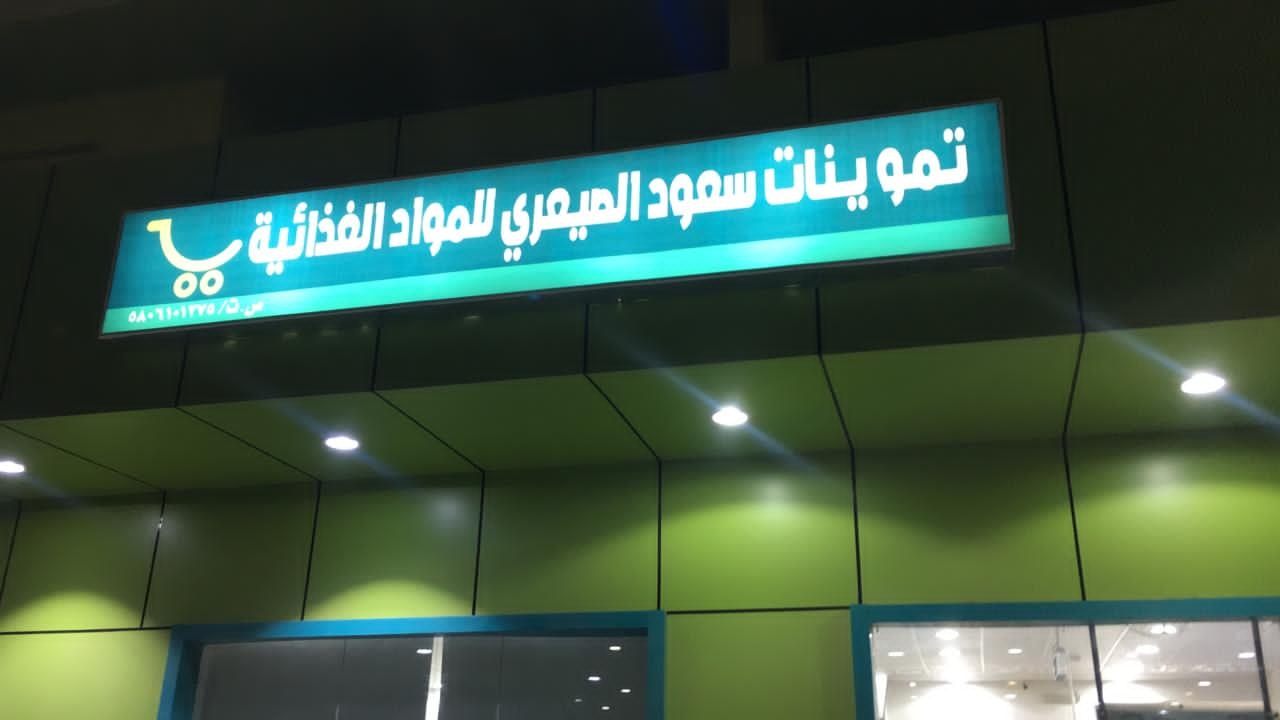 تموينات سعود الصيعري للمواد الغذائية
س.ت/ ٥٨٠٦١٠١٢٧٥